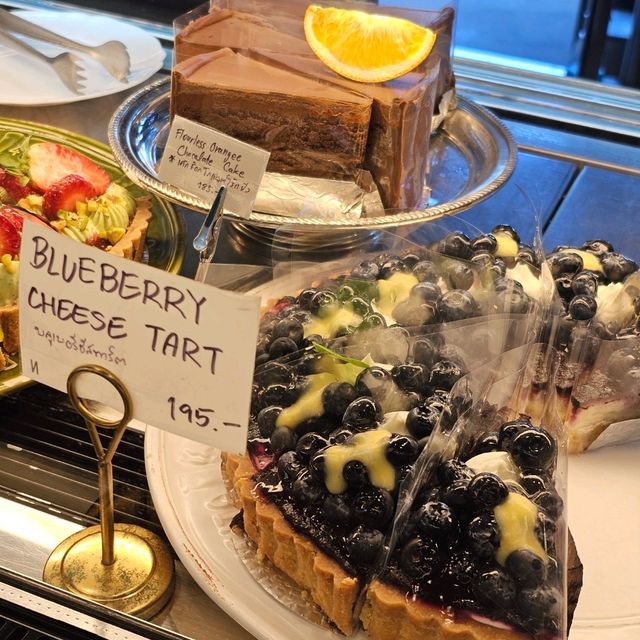 Flourless Orange
Chocolate Cake
BLUEBERRY
CHEESE TART
บลูเบอรี่ชีสทาร์ต
195.-